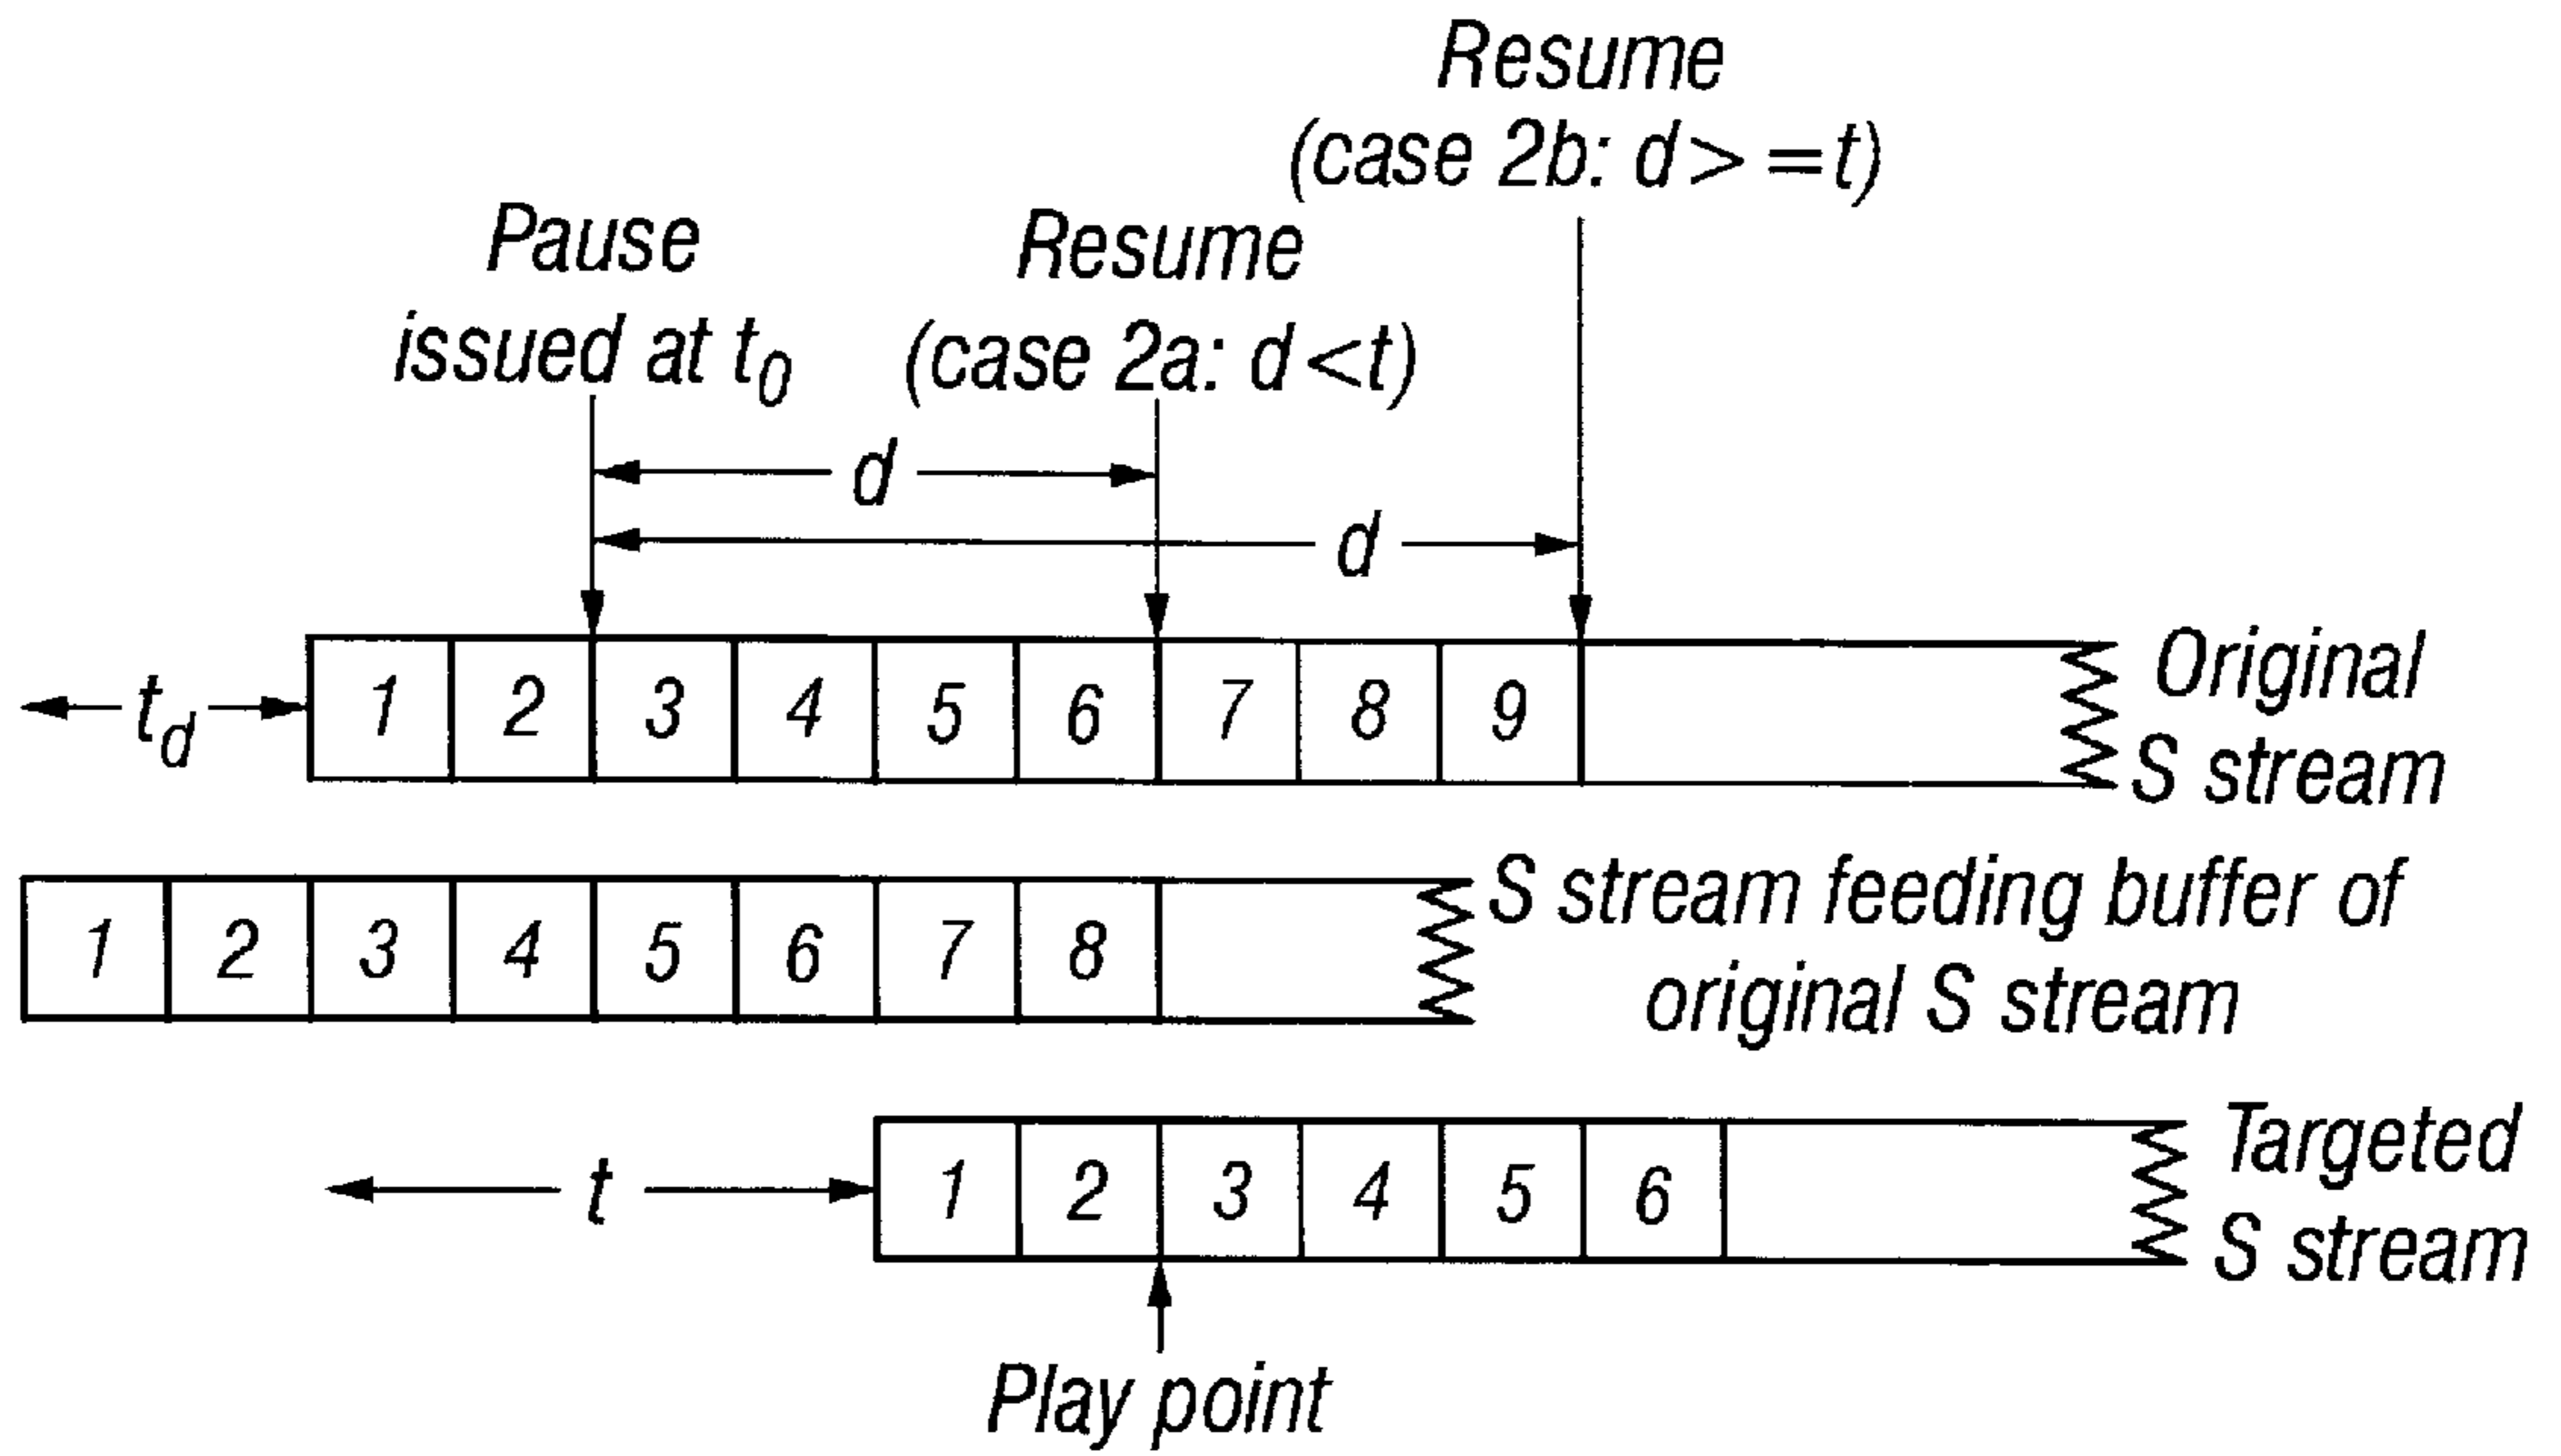 Resume
(case 2b: d>=t)
Pause
issued at t0
Resume
(case 2a: d<t)
d
d
td
1 2 3 4 5 6 7 8 9
Original
S stream
1 2 3 4 5 6 7 8
S stream feeding buffer of
original S stream
t
1 2 3 4 5 6
Targeted
S stream
Play point